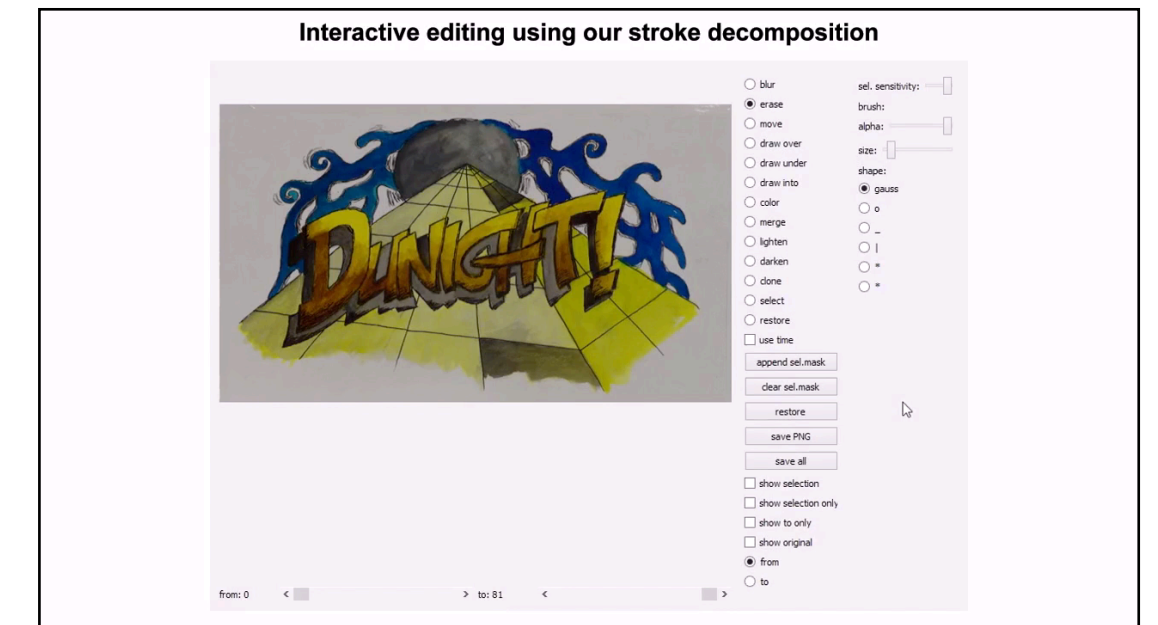 Interactive editing using our stroke decomposition
DUNIGHT!
blur
erase
move
draw over
draw under
draw into
color
merge
lighten
darken
clone
select
restore
use time
append sel.mask
clear sel.mask
restore
save PNG
save all
show selection
show selection only
show to only
show original
from
to
sel. sensitivity:
brush:
alpha:
size:
shape:
gauss
o
_
|
from: 0 < > to: 81 < >